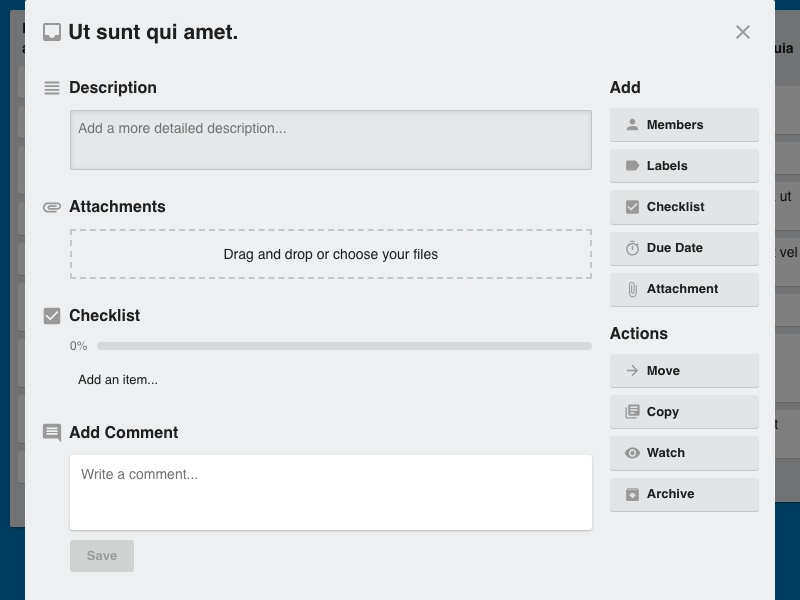 Ut sunt qui amet.
Description
Add a more detailed description...
Attachments
Drag and drop or choose your files
Checklist
0%
Add an item...
Add Comment
Write a comment...
Save
Add
Members
Labels
Checklist
Due Date
Attachment
Actions
Move
Copy
Watch
Archive
ut
vel